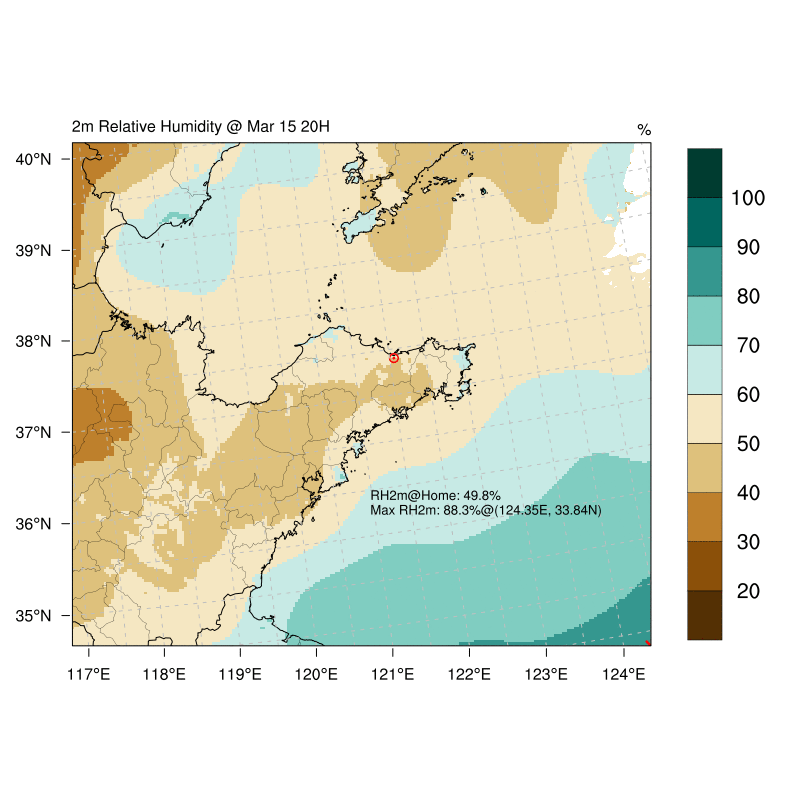 2m Relative Humidity @ Mar 15 20H
%
40°N
39°N
38°N
37°N
36°N
35°N
117°E
118°E
119°E
120°E
121°E
122°E
123°E
124°E
RH2m@Home: 49.8%
Max RH2m: 88.3%@(124.35E, 33.84N)
100
90
80
70
60
50
40
30
20